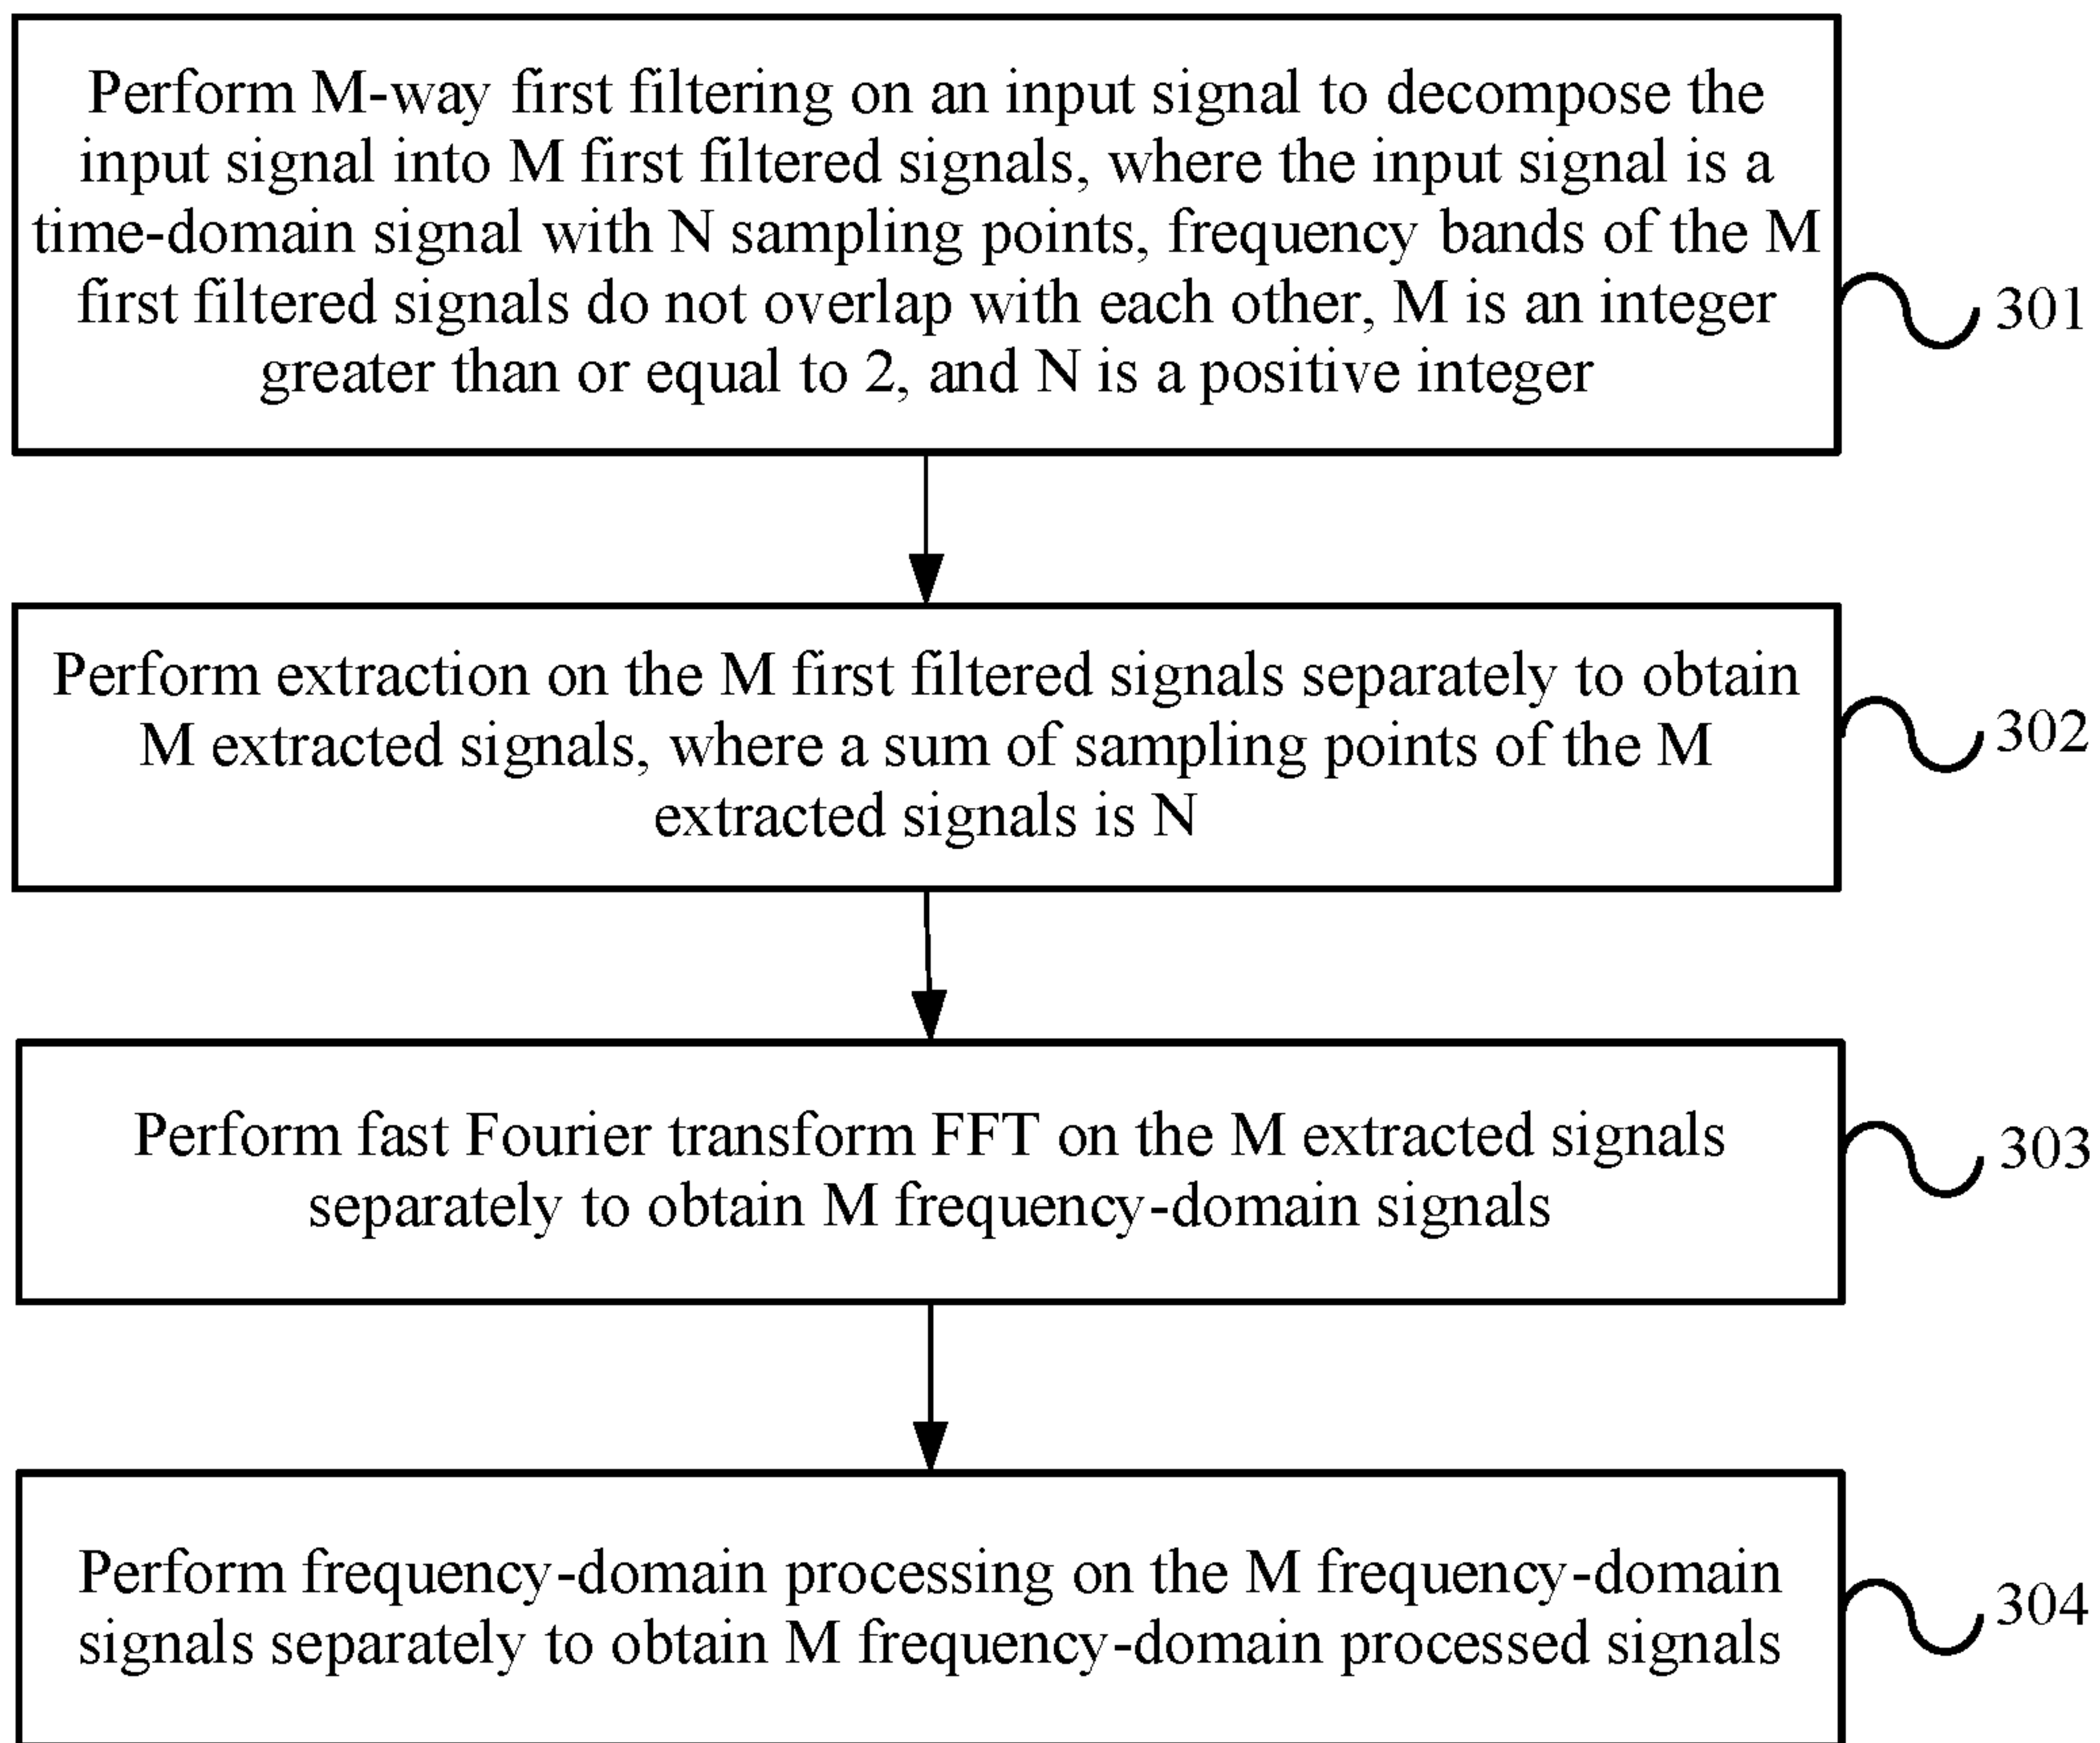 Perform M-way first filtering on an input signal to decompose the
input signal into M first filtered signals, where the input signal is a
time-domain signal with N sampling points, frequency bands of the M
first filtered signals do not overlap with each other, M is an integer
greater than or equal to 2, and N is a positive integer
301
Perform extraction on the M first filtered signals separately to obtain
M extracted signals, where a sum of sampling points of the M
extracted signals is N
302
Perform fast Fourier transform FFT on the M extracted signals
separately to obtain M frequency-domain signals
303
Perform frequency-domain processing on the M frequency-domain
signals separately to obtain M frequency-domain processed signals
304